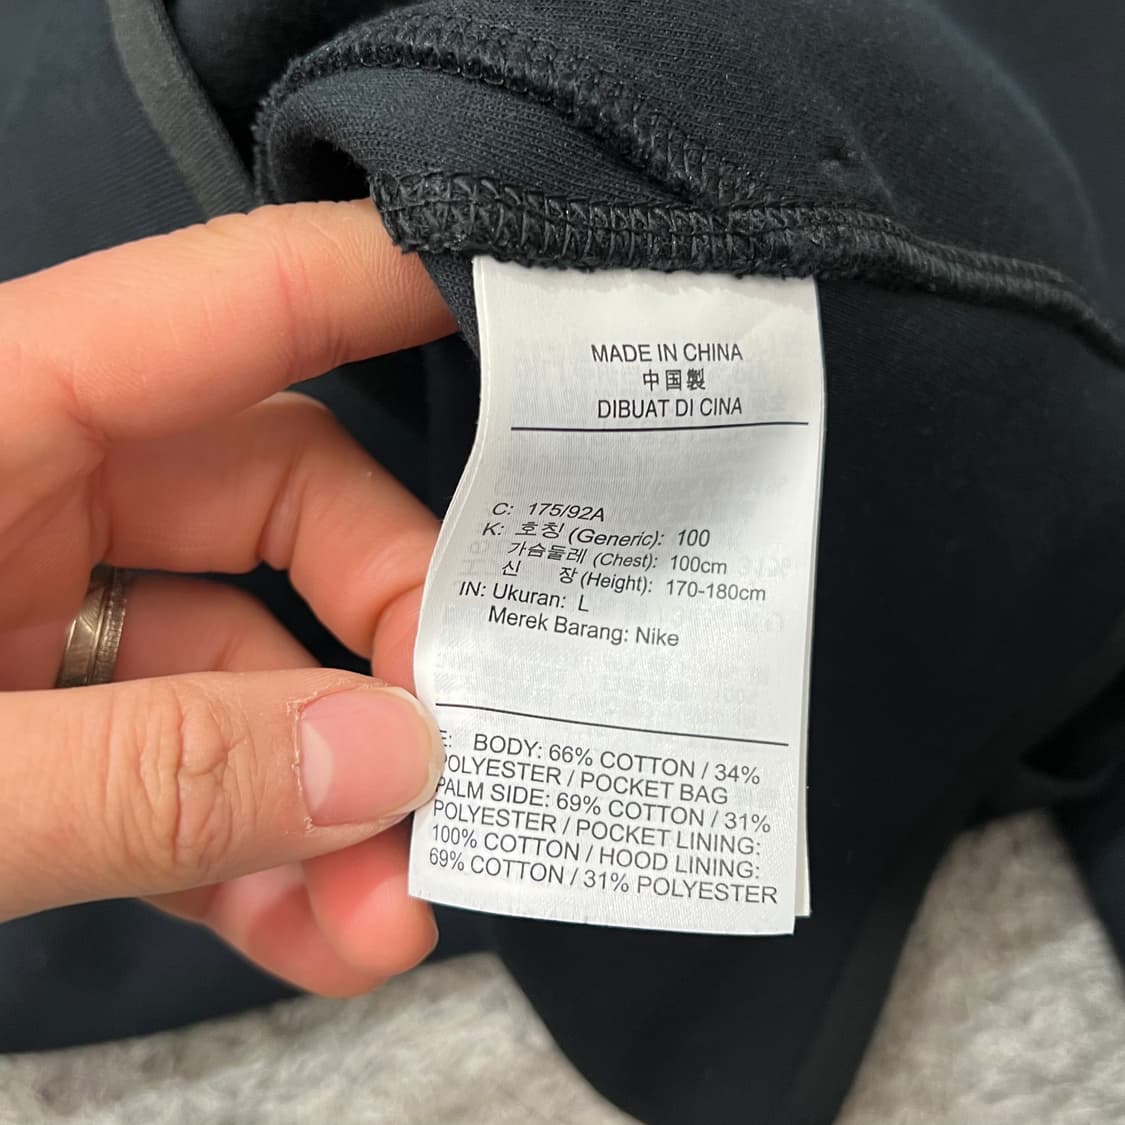 MADE IN CHINA
中国製
DIBUAT DI CINA
C: 175/92A
K: 호칭 (Generic): 100
가슴둘레 (Chest): 100cm
신 장 (Height): 170-180cm
IN: Ukuran: L
Merek Barang: Nike
E: BODY: 66% COTTON / 34%
POLYESTER / POCKET BAG
PALM SIDE: 69% COTTON / 31%
POLYESTER / POCKET LINING:
100% COTTON / HOOD LINING:
69% COTTON / 31% POLYESTER